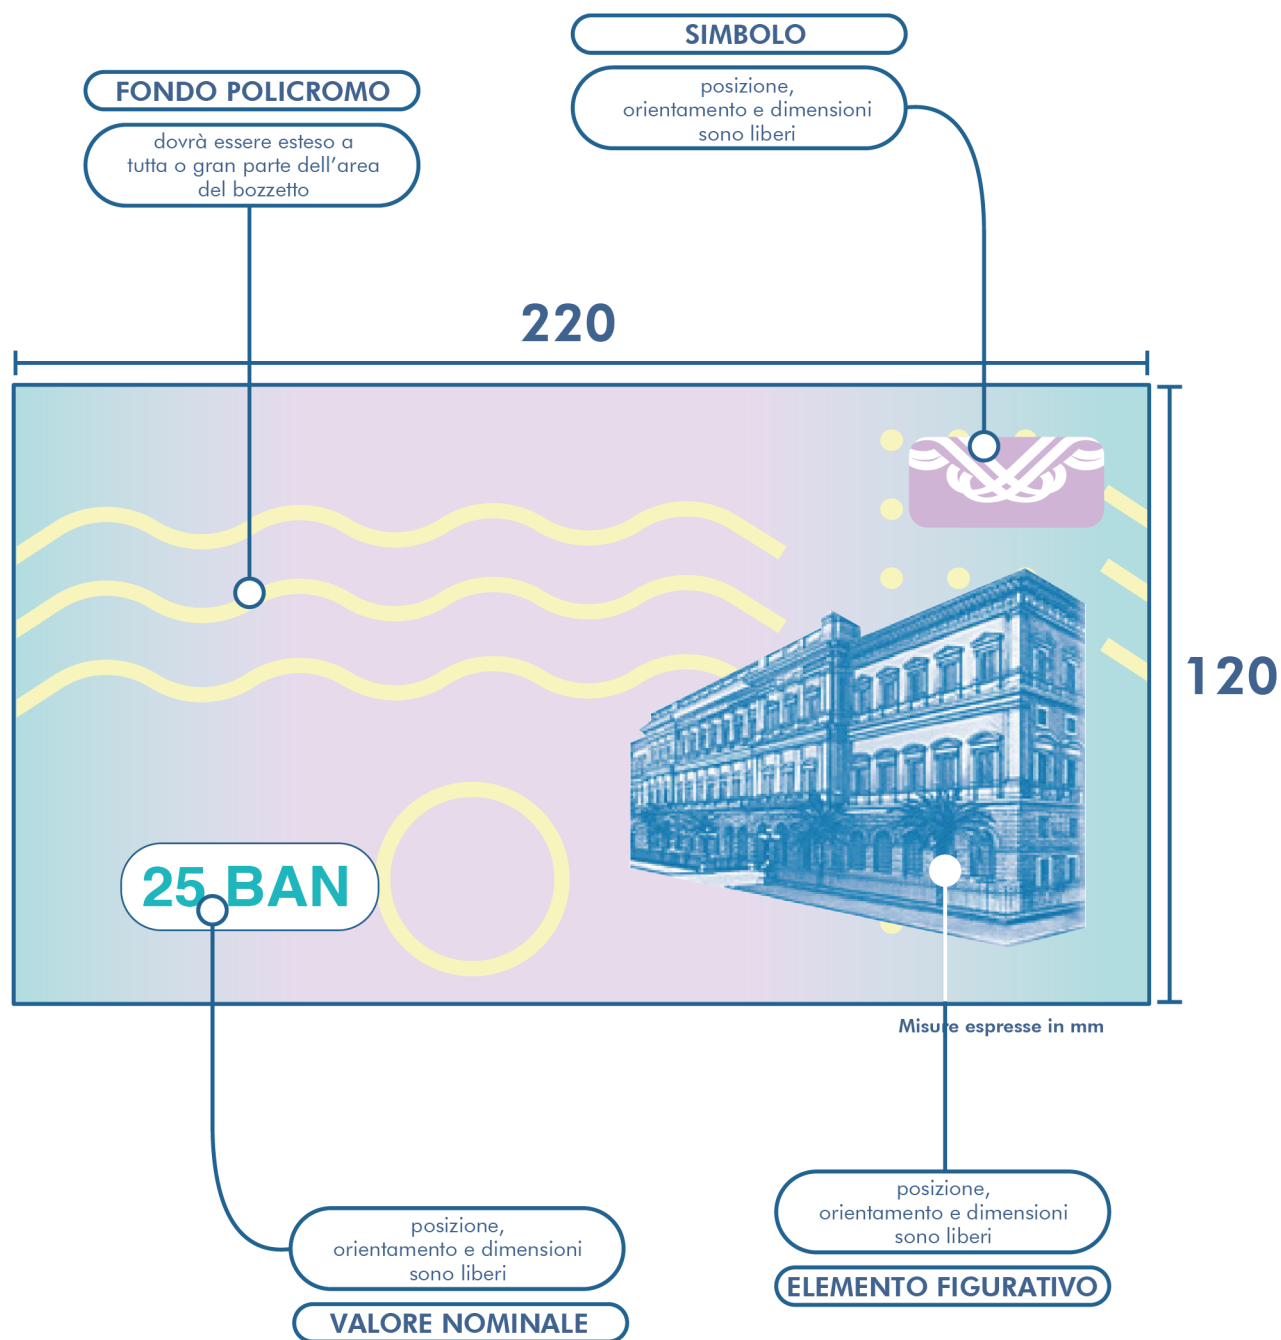 SIMBOLO
posizione,
orientamento e dimensioni
sono liberi
FONDO POLICROMO
dovrà essere esteso a
tutta o gran parte dell'area
del bozzetto
220
120
25 BAN
Misure espresse in mm
posizione,
orientamento e dimensioni
sono liberi
ELEMENTO FIGURATIVO
posizione,
orientamento e dimensioni
sono liberi
VALORE NOMINALE